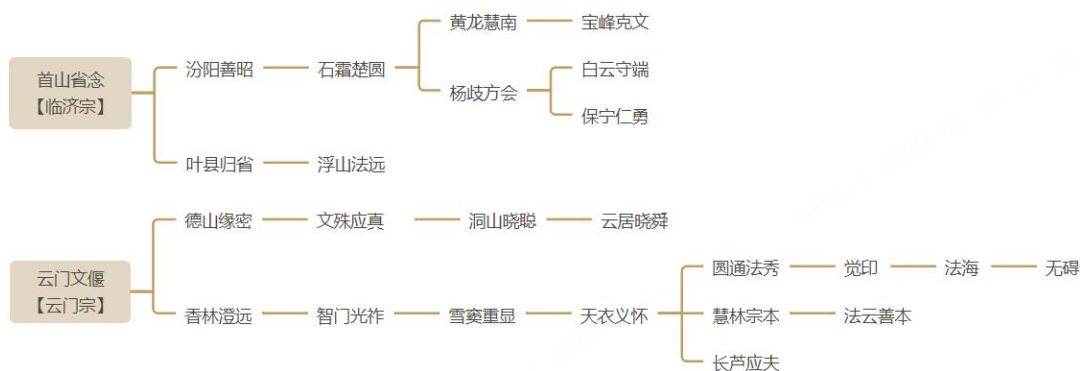 黄龙慧南 宝峰克文
首山省念
【临济宗】
汾阳善昭 石霜楚圆 白云守端
杨歧方会
保宁仁勇
叶县归省 浮山法远
德山缘密 文殊应真 洞山晓聪 云居晓舜
云门文偃
【云门宗】
圆通法秀 觉印 法海 无碍
香林澄远 智门光祚 雪窦重显 天衣义怀 慧林宗本 法云善本
长芦应夫